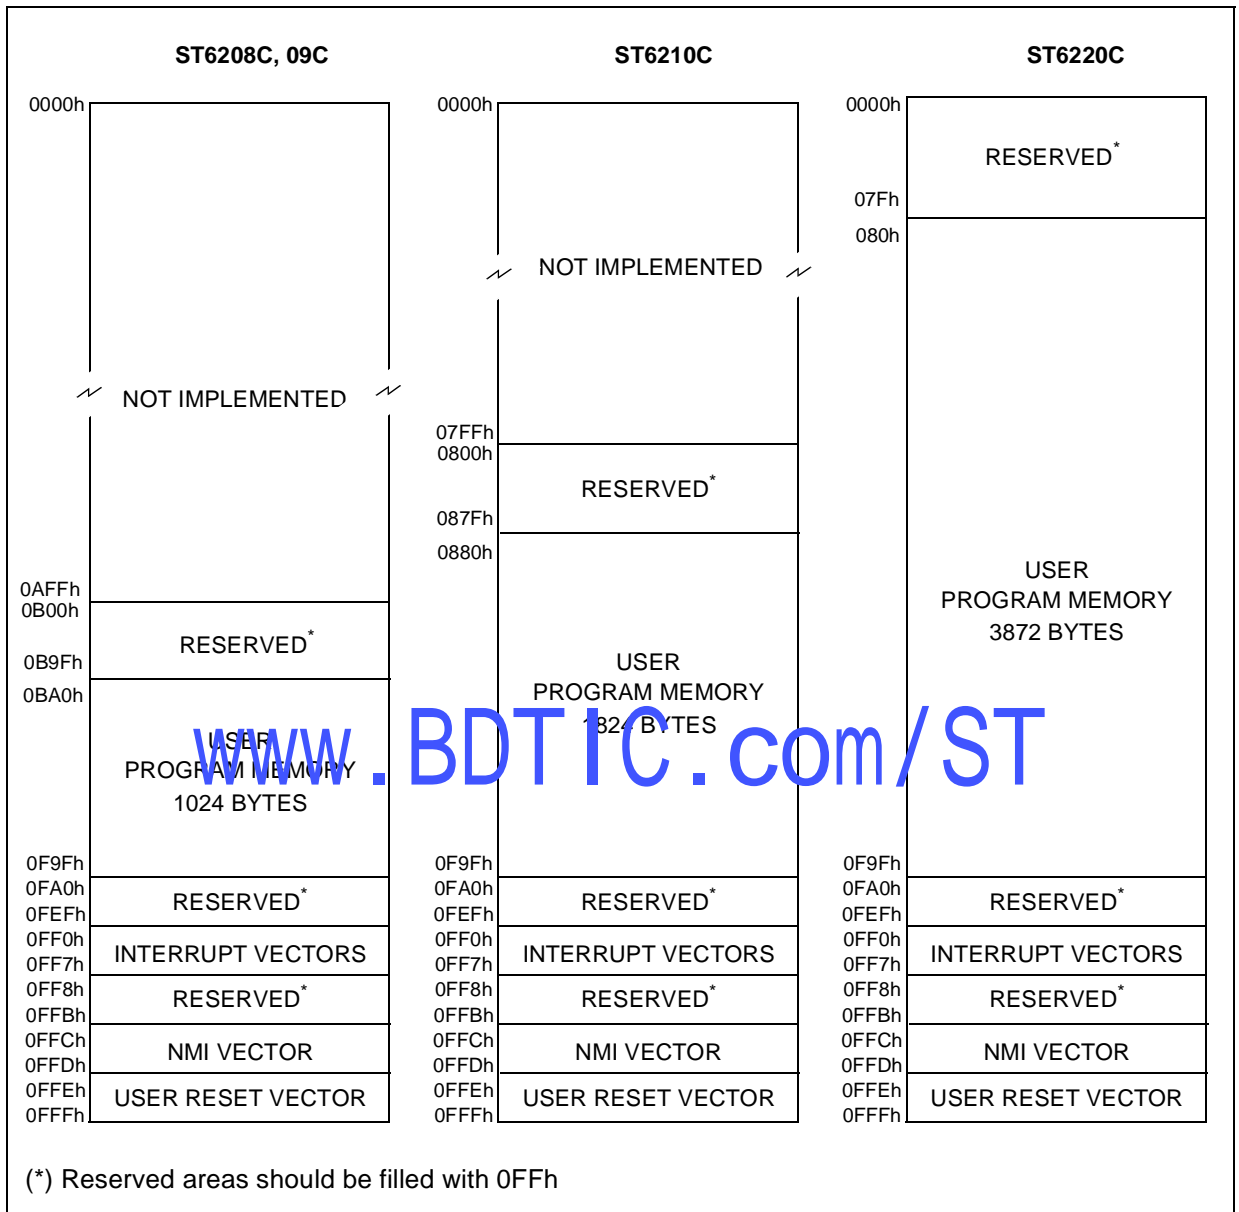 ST6208C, 09C
0000h
NOT IMPLEMENTED
0AFFh
0B00h
RESERVED*
0B9Fh
0BA0h
USER
PROGRAM MEMORY
1024 BYTES
0F9Fh
0FA0h
RESERVED*
0FEFh
0FF0h
INTERRUPT VECTORS
0FF7h
0FF8h
RESERVED*
0FFBh
0FFCh
NMI VECTOR
0FFDh
0FFEh
USER RESET VECTOR
0FFFh
ST6210C
0000h
NOT IMPLEMENTED
07FFh
0800h
RESERVED*
087Fh
0880h
USER
PROGRAM MEMORY
1824 BYTES
0F9Fh
0FA0h
RESERVED*
0FEFh
0FF0h
INTERRUPT VECTORS
0FF7h
0FF8h
RESERVED*
0FFBh
0FFCh
NMI VECTOR
0FFDh
0FFEh
USER RESET VECTOR
0FFFh
ST6220C
0000h
RESERVED*
07Fh
080h
USER
PROGRAM MEMORY
3872 BYTES
0F9Fh
0FA0h
RESERVED*
0FEFh
0FF0h
INTERRUPT VECTORS
0FF7h
0FF8h
RESERVED*
0FFBh
0FFCh
NMI VECTOR
0FFDh
0FFEh
USER RESET VECTOR
0FFFh
www.BDTIC.com/ST
(*) Reserved areas should be filled with 0FFh